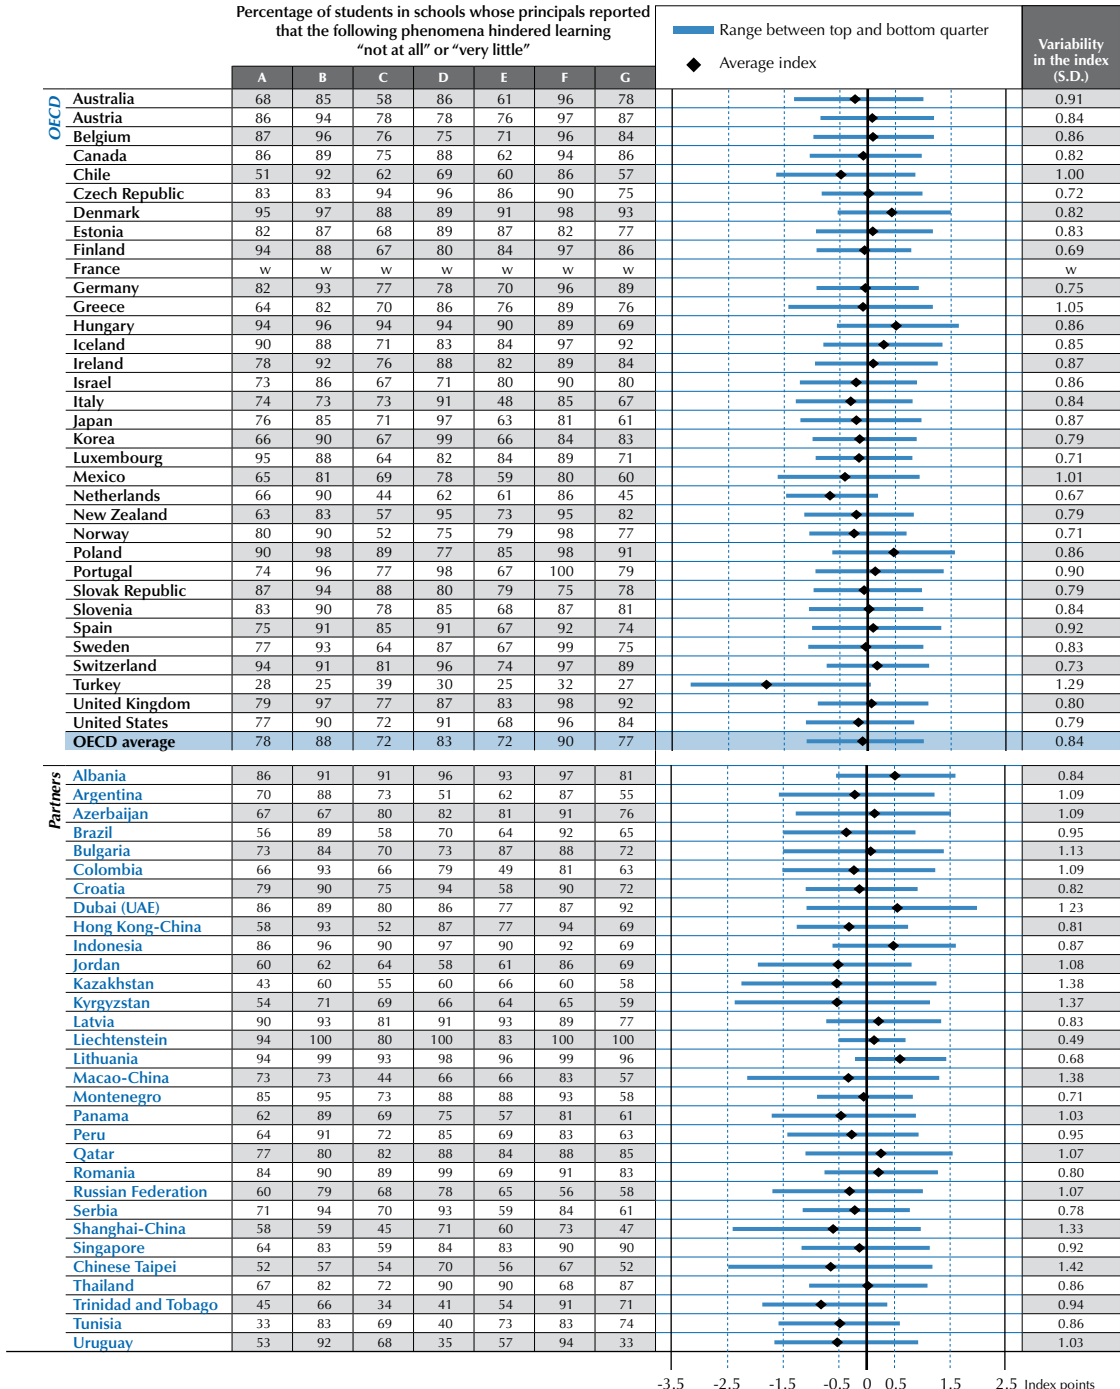 Percentage of students in schools whose principals reported
that the following phenomena hindered learning
“not at all” or “very little”
Range between top and bottom quarter
Average index
Variability
in the index
(S.D.)
A B C D E F G
OECD
Australia 68 85 58 86 61 96 78 0.91
Austria 86 94 78 78 76 97 87 0.84
Belgium 87 96 76 75 71 96 84 0.86
Canada 86 89 75 88 62 94 86 0.82
Chile 51 92 62 69 60 86 57 1.00
Czech Republic 83 83 94 96 86 90 75 0.72
Denmark 95 97 88 89 91 98 93 0.82
Estonia 82 87 68 89 87 82 77 0.83
Finland 94 88 67 80 84 97 86 0.69
France w w w w w w w w
Germany 82 93 77 78 70 96 89 0.75
Greece 64 82 70 86 76 89 76 1.05
Hungary 94 96 94 94 90 89 69 0.86
Iceland 90 88 71 83 84 97 92 0.85
Ireland 78 92 76 88 82 89 84 0.87
Israel 73 86 67 71 80 90 80 0.86
Italy 74 73 73 91 48 85 67 0.84
Japan 76 85 71 97 63 81 61 0.87
Korea 66 90 67 99 66 84 83 0.79
Luxembourg 95 88 64 82 84 89 71 0.71
Mexico 65 81 69 78 59 80 60 1.01
Netherlands 66 90 44 62 61 86 45 0.67
New Zealand 63 83 57 95 73 95 82 0.79
Norway 80 90 52 75 79 98 77 0.71
Poland 90 98 89 77 85 98 91 0.86
Portugal 74 96 77 98 67 100 79 0.90
Slovak Republic 87 94 88 80 79 75 78 0.79
Slovenia 83 90 78 85 68 87 81 0.84
Spain 75 91 85 91 67 92 74 0.92
Sweden 77 93 64 87 67 99 75 0.83
Switzerland 94 91 81 96 74 97 89 0.73
Turkey 28 25 39 30 25 32 27 1.29
United Kingdom 79 97 77 87 83 98 92 0.80
United States 77 90 72 91 68 96 84 0.79
OECD average 78 88 72 83 72 90 77 0.84
Partners
Albania 86 91 91 96 93 97 81 0.84
Argentina 70 88 73 51 62 87 55 1.09
Azerbaijan 67 67 80 82 81 91 76 1.09
Brazil 56 89 58 70 64 92 65 0.95
Bulgaria 73 84 70 73 87 88 72 1.13
Colombia 66 93 66 79 49 81 63 1.09
Croatia 79 90 75 94 58 90 72 0.82
Dubai (UAE) 86 89 80 86 77 87 92 1 23
Hong Kong-China 58 93 52 87 77 94 69 0.81
Indonesia 86 96 90 97 90 92 69 0.87
Jordan 60 62 64 58 61 86 69 1.08
Kazakhstan 43 60 55 60 66 60 58 1.38
Kyrgyzstan 54 71 69 66 64 65 59 1.37
Latvia 90 93 81 91 93 89 77 0.83
Liechtenstein 94 100 80 100 83 100 100 0.49
Lithuania 94 99 93 98 96 99 96 0.68
Macao-China 73 73 44 66 66 83 57 1.38
Montenegro 85 95 73 88 88 93 58 0.71
Panama 62 89 69 75 57 81 61 1.03
Peru 64 91 72 85 69 83 63 0.95
Qatar 77 80 82 88 84 88 85 1.07
Romania 84 90 89 99 69 91 83 0.80
Russian Federation 60 79 68 78 65 56 58 1.07
Serbia 71 94 70 93 59 84 61 0.78
Shanghai-China 58 59 45 71 60 73 47 1.33
Singapore 64 83 59 84 83 90 90 0.92
Chinese Taipei 52 57 54 70 56 67 52 1.42
Thailand 67 82 72 90 90 68 87 0.86
Trinidad and Tobago 45 66 34 41 54 91 71 0.94
Tunisia 33 83 69 40 73 83 74 0.86
Uruguay 53 92 68 35 57 94 33 1.03
-3.5 -2.5 -1.5 -0.5 0 0.5 1.5 2.5 Index points